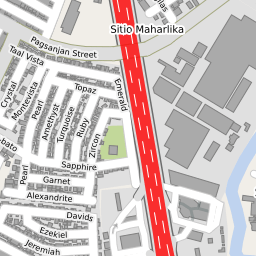 Sitio Maharlika
Pagsanjan Street
Taal Vista
Topaz
Emerald
Crystal
Montevista
Pearl
Amethyst
Turquoise
Ruby
Zircon
Sapphire
Pearl
Garnet
Alexandrite
Davids
Ezekiel
Jeremiah